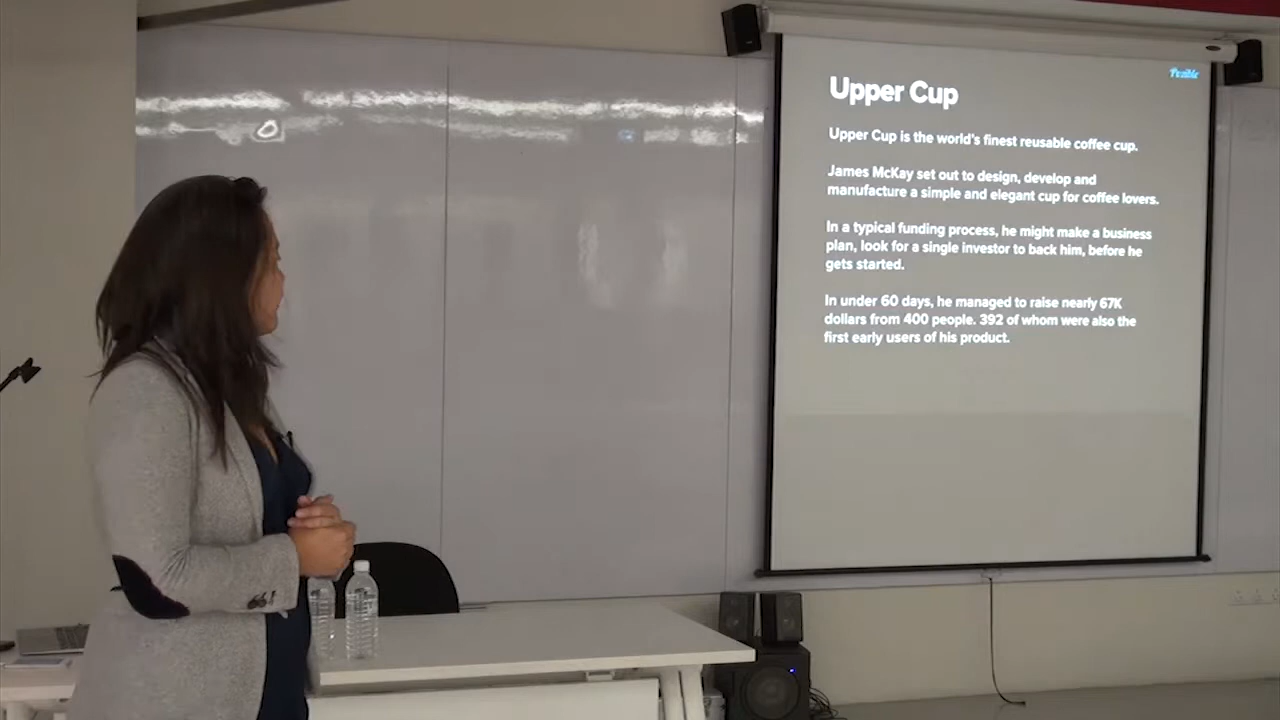 Pozible
Upper Cup
Upper Cup is the world's finest reusable coffee cup.
James McKay set out to design, develop and
manufacture a simple and elegant cup for coffee lovers.
In a typical funding process, he might make a business
plan, look for a single investor to back him, before he
gets started.
In under 60 days, he managed to raise nearly 67K
dollars from 400 people. 392 of whom were also the
first early users of his product.